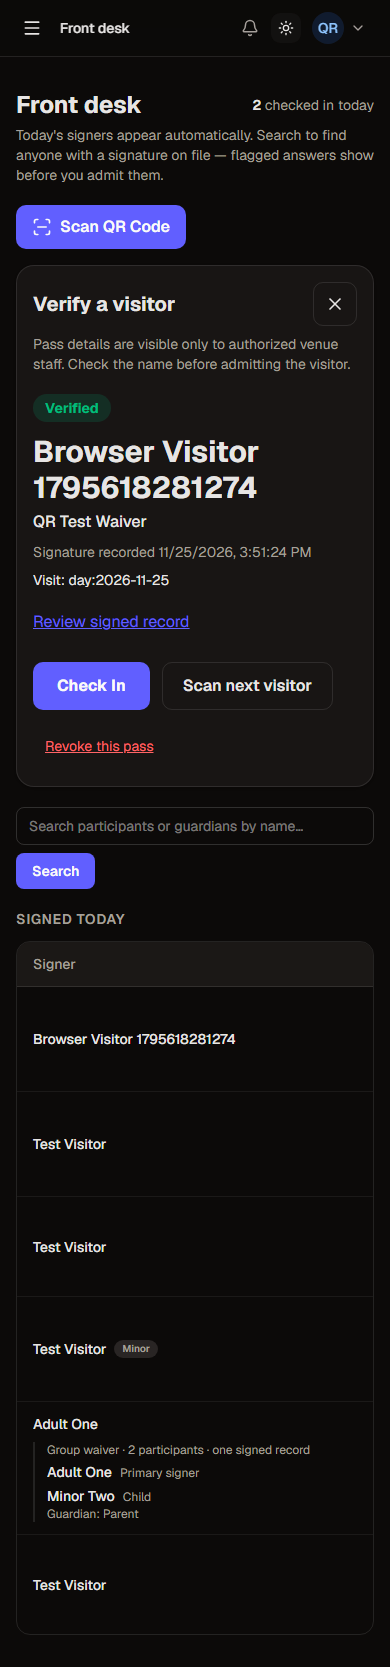 Front desk
QR
Front desk
2 checked in today
Today's signers appear automatically. Search to find
anyone with a signature on file — flagged answers show
before you admit them.
Scan QR Code
Verify a visitor
Pass details are visible only to authorized venue
staff. Check the name before admitting the visitor.
Verified
Browser Visitor
1795618281274
QR Test Waiver
Signature recorded 11/25/2026, 3:51:24 PM
Visit: day:2026-11-25
Review signed record
Check In
Scan next visitor
Revoke this pass
Search participants or guardians by name…
Search
SIGNED TODAY
Signer
Browser Visitor 1795618281274
Test Visitor
Test Visitor
Test Visitor Minor
Adult One
Group waiver · 2 participants · one signed record
Adult One Primary signer
Minor Two Child
Guardian: Parent
Test Visitor